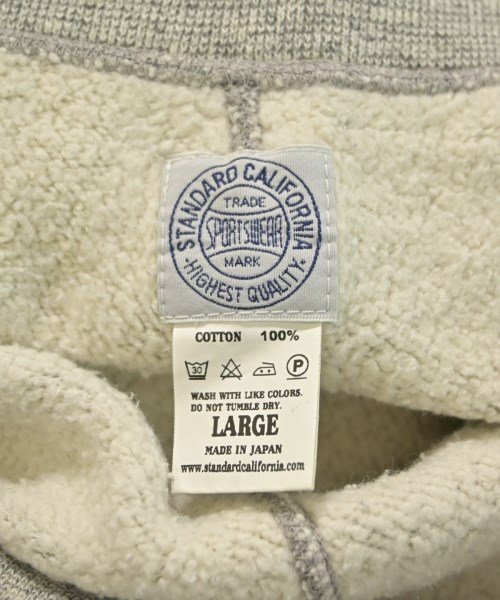 STANDARD CALIFORNIA
TRADE
SPORTSWEAR
MARK
·HIGHEST QUALITY·
COTTON 100%
30 P
WASH WITH LIKE COLORS.
DO NOT TUMBLE DRY.
LARGE
MADE IN JAPAN
www.standardcalifornia.com